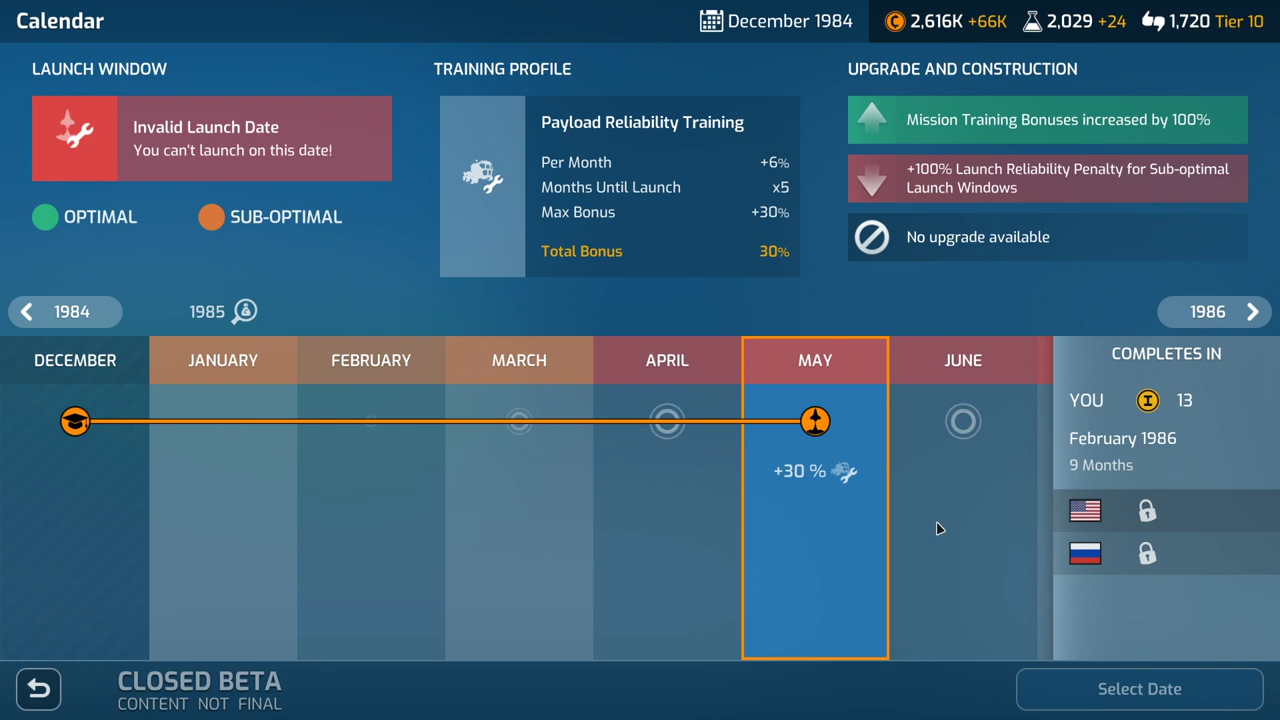 Calendar
December 1984
2,616K +66K
2,029 +24
1,720 Tier 10
LAUNCH WINDOW
Invalid Launch Date
You can't launch on this date!
OPTIMAL
SUB-OPTIMAL
TRAINING PROFILE
Payload Reliability Training
Per Month +6%
Months Until Launch x5
Max Bonus +30%
Total Bonus 30%
UPGRADE AND CONSTRUCTION
Mission Training Bonuses increased by 100%
+100% Launch Reliability Penalty for Sub-optimal
Launch Windows
No upgrade available
1984
1985
1986
DECEMBER
JANUARY
FEBRUARY
MARCH
APRIL
MAY
JUNE
+30 %
COMPLETES IN
YOU 13
February 1986
9 Months
CLOSED BETA
CONTENT NOT FINAL
Select Date